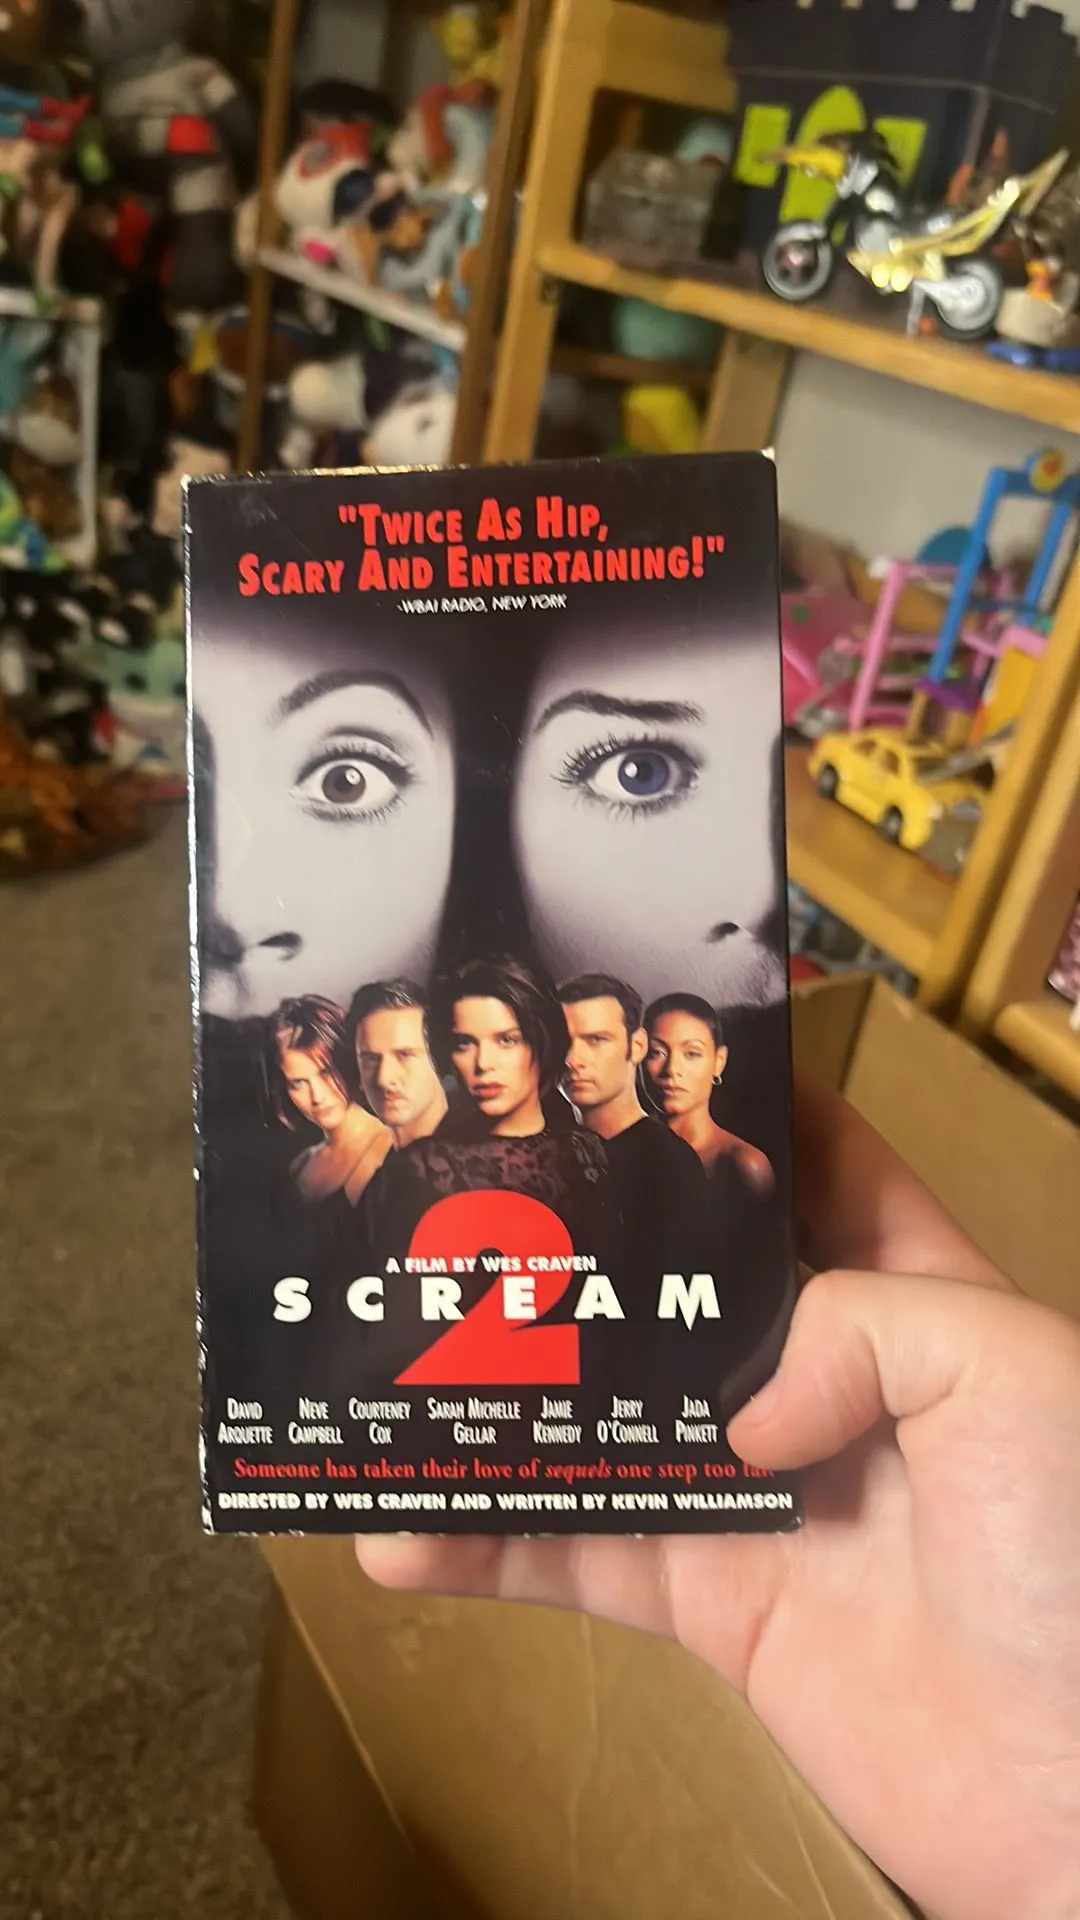 "TWICE AS HIP,
SCARY AND ENTERTAINING!"
-WBAI RADIO, NEW YORK
A FILM BY WES CRAVEN
SCREAM
2
DAVID ARQUETTE
NEVE CAMPBELL
COURTENEY COX
SARAH MICHELLE GELLAR
JAMIE KENNEDY
JERRY O'CONNELL
JADA PINKETT
Someone has taken their love of sequels one step too
DIRECTED BY WES CRAVEN AND WRITTEN BY KEVIN WILLIAMSON